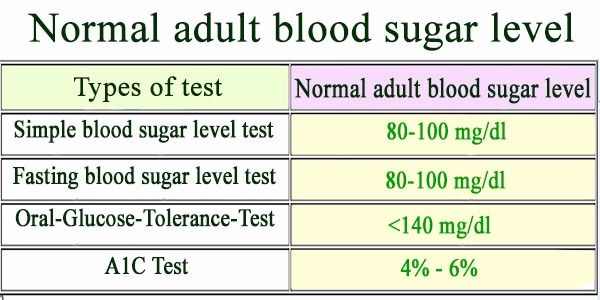 Normal adult blood sugar level
Types of test
Normal adult blood sugar level
Simple blood sugar level test
80-100 mg/dl
Fasting blood sugar level test
80-100 mg/dl
Oral-Glucose-Tolerance-Test
<140 mg/dl
A1C Test
4% - 6%